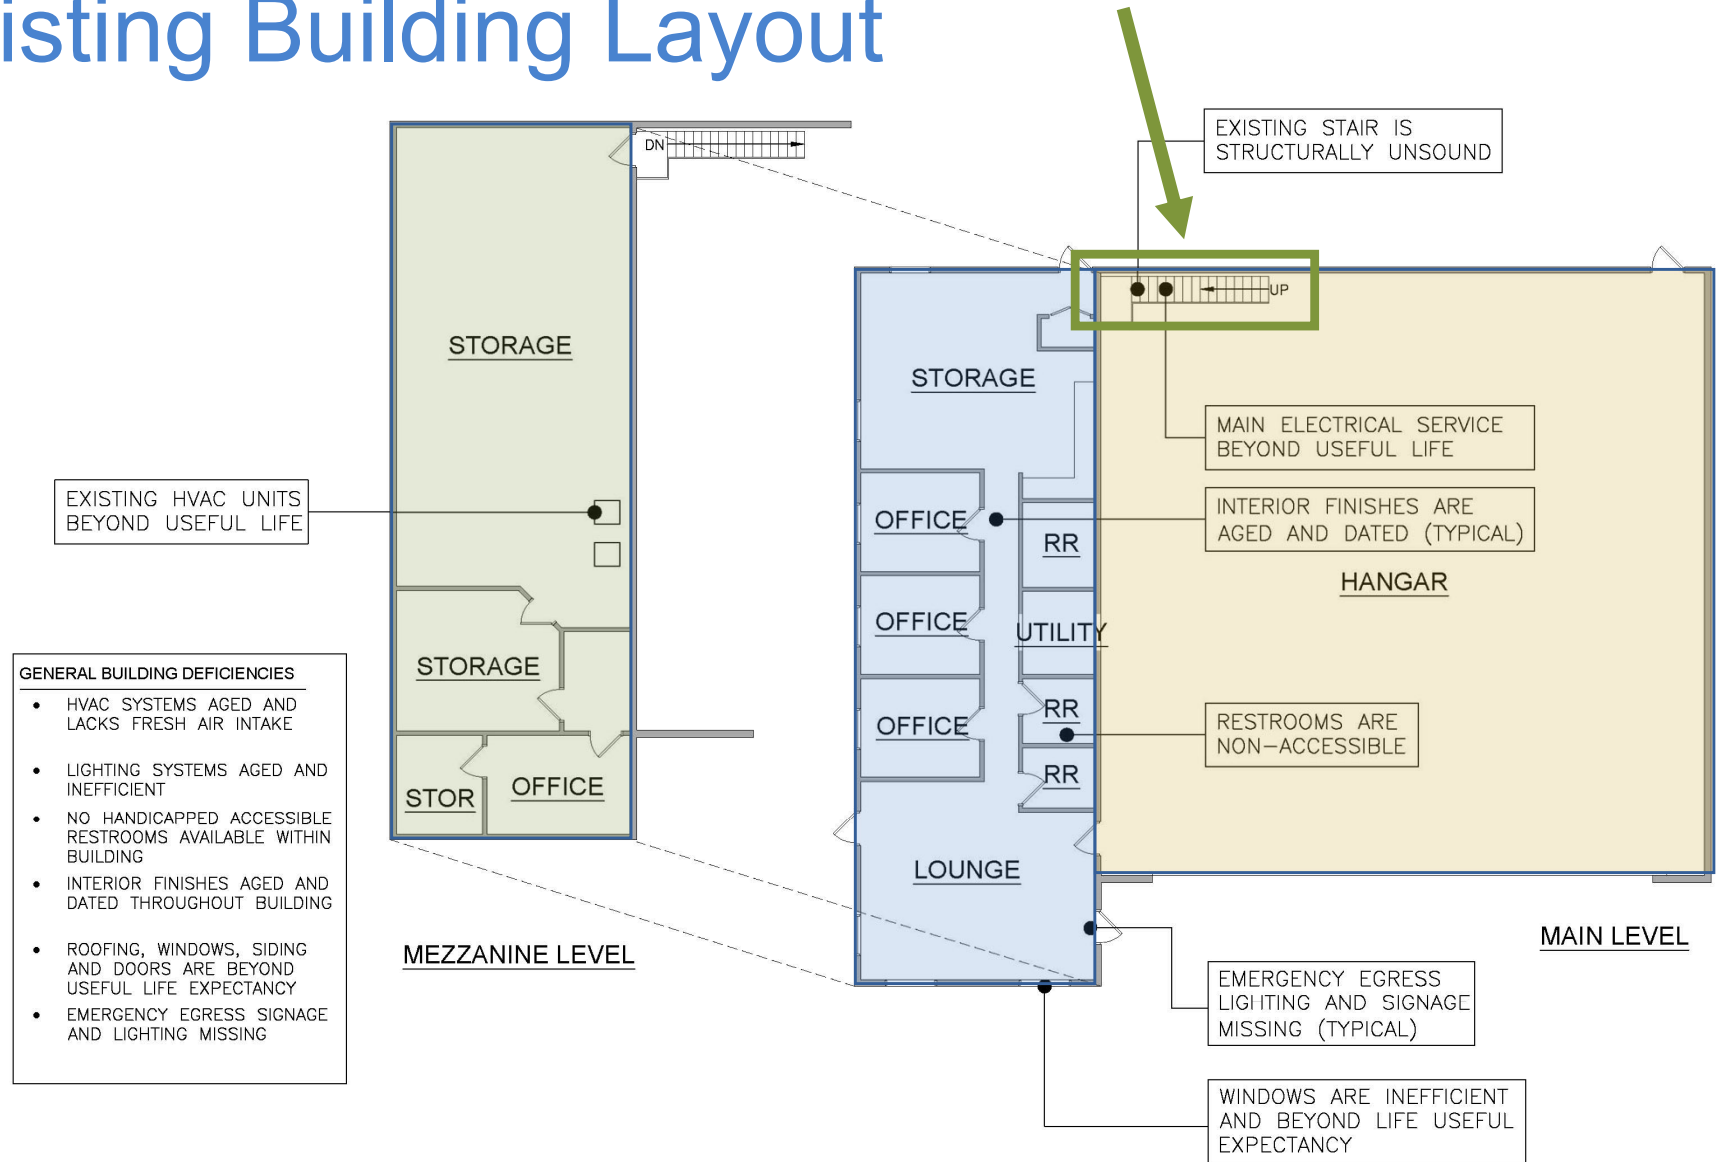 isting Building Layout
EXISTING STAIR IS
STRUCTURALLY UNSOUND
DN
UP
STORAGE
STORAGE
MAIN ELECTRICAL SERVICE
BEYOND USEFUL LIFE
EXISTING HVAC UNITS
BEYOND USEFUL LIFE
OFFICE
RR
INTERIOR FINISHES ARE
AGED AND DATED (TYPICAL)
HANGAR
OFFICE
UTILITY
STORAGE
OFFICE
RR
RESTROOMS ARE
NON-ACCESSIBLE
RR
STOR
OFFICE
LOUNGE
GENERAL BUILDING DEFICIENCIES
• HVAC SYSTEMS AGED AND
LACKS FRESH AIR INTAKE
• LIGHTING SYSTEMS AGED AND
INEFFICIENT
• NO HANDICAPPED ACCESSIBLE
RESTROOMS AVAILABLE WITHIN
BUILDING
• INTERIOR FINISHES AGED AND
DATED THROUGHOUT BUILDING
• ROOFING, WINDOWS, SIDING
AND DOORS ARE BEYOND
USEFUL LIFE EXPECTANCY
• EMERGENCY EGRESS SIGNAGE
AND LIGHTING MISSING
MEZZANINE LEVEL
MAIN LEVEL
EMERGENCY EGRESS
LIGHTING AND SIGNAGE
MISSING (TYPICAL)
WINDOWS ARE INEFFICIENT
AND BEYOND LIFE USEFUL
EXPECTANCY